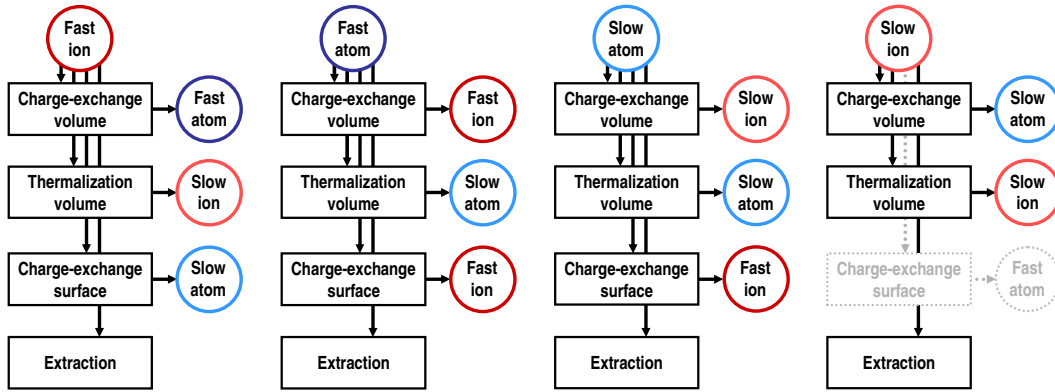 Fast
ion
Charge-exchange
volume
Fast
atom
Thermalization
volume
Slow
ion
Charge-exchange
surface
Slow
atom
Extraction
Fast
atom
Charge-exchange
volume
Fast
ion
Thermalization
volume
Slow
atom
Charge-exchange
surface
Fast
ion
Extraction
Slow
atom
Charge-exchange
volume
Slow
ion
Thermalization
volume
Slow
atom
Charge-exchange
surface
Fast
ion
Extraction
Slow
ion
Charge-exchange
volume
Slow
atom
Thermalization
volume
Slow
ion
Charge-exchange
surface
Fast
atom
Extraction